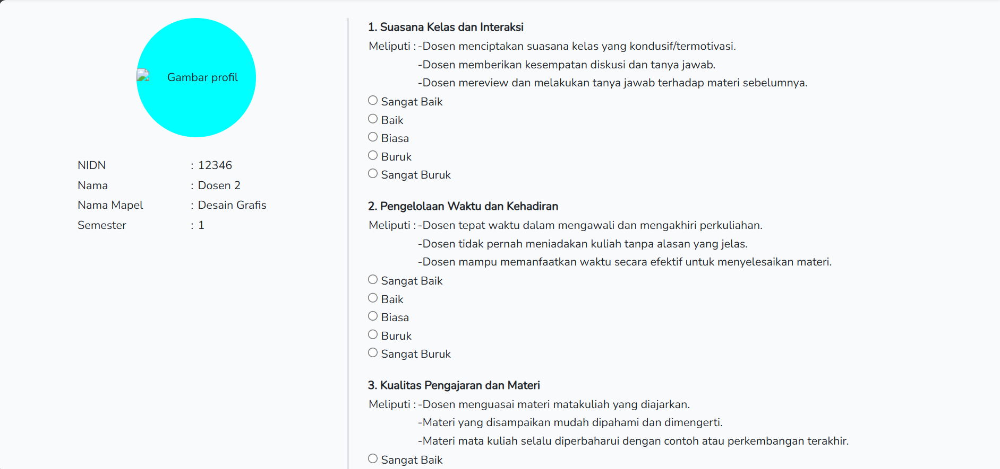 Gambar profil
NIDN : 12346
Nama : Dosen 2
Nama Mapel : Desain Grafis
Semester : 1
1. Suasana Kelas dan Interaksi
Meliputi : -Dosen menciptakan suasana kelas yang kondusif/termotivasi.
-Dosen memberikan kesempatan diskusi dan tanya jawab.
-Dosen mereview dan melakukan tanya jawab terhadap materi sebelumnya.
Sangat Baik
Baik
Biasa
Buruk
Sangat Buruk
2. Pengelolaan Waktu dan Kehadiran
Meliputi : -Dosen tepat waktu dalam mengawali dan mengakhiri perkuliahan.
-Dosen tidak pernah meniadakan kuliah tanpa alasan yang jelas.
-Dosen mampu memanfaatkan waktu secara efektif untuk menyelesaikan materi.
Sangat Baik
Baik
Biasa
Buruk
Sangat Buruk
3. Kualitas Pengajaran dan Materi
Meliputi : -Dosen menguasai materi matakuliah yang diajarkan.
-Materi yang disampaikan mudah dipahami dan dimengerti.
-Materi mata kuliah selalu diperbaharui dengan contoh atau perkembangan terakhir.
Sangat Baik